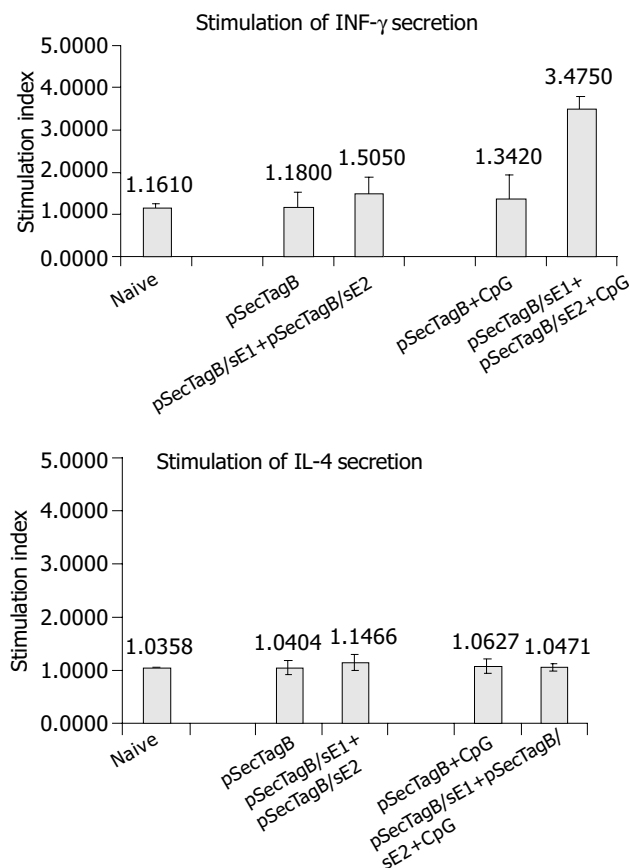 Stimulation of INF-γ secretion
Stimulation index
5.0000
4.0000
3.0000
2.0000
1.0000
0.0000
1.1610
1.1800
1.5050
1.3420
3.4750
Naive
pSecTagB
pSecTagB/sE1+pSecTagB/sE2
pSecTagB+CpG
pSecTagB/sE1+
pSecTagB/sE2+CpG
Stimulation of IL-4 secretion
Stimulation index
5.0000
4.0000
3.0000
2.0000
1.0000
0.0000
1.0358
1.0404
1.1466
1.0627
1.0471
Naive
pSecTagB
pSecTagB/sE1+
pSecTagB/sE2
pSecTagB+CpG
pSecTagB/sE1+pSecTagB/
sE2+CpG